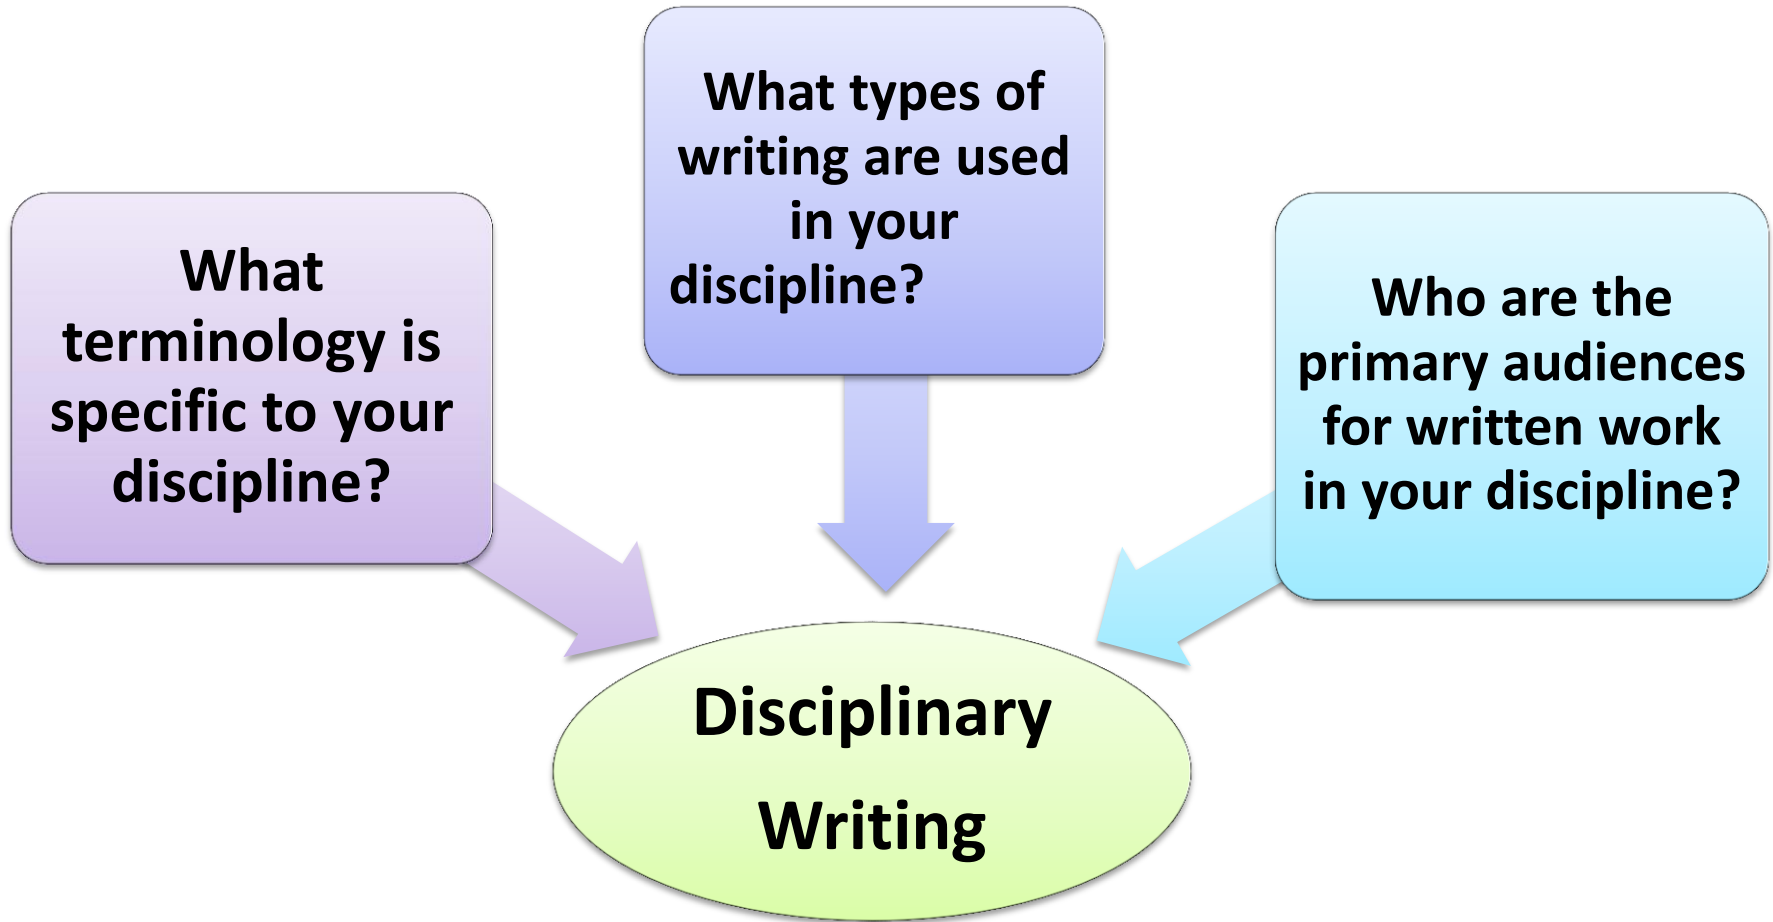 What
terminology is
specific to your
discipline?
What types of
writing are used
in your
discipline?
Who are the
primary audiences
for written work
in your discipline?
Disciplinary
Writing